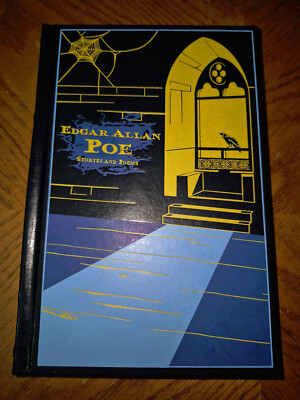 EDGAR ALLAN
POE
STORIES AND POEMS